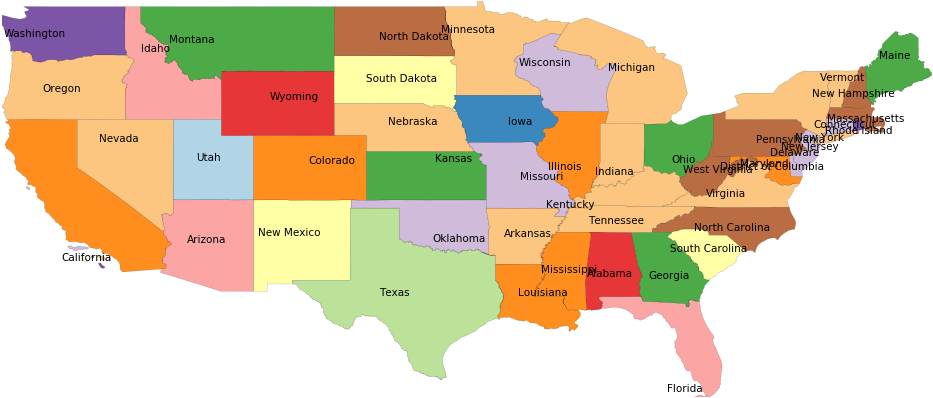 Washington
Idaho
Montana
North Dakota
Minnesota
Wisconsin
Michigan
Vermont
Maine
Oregon
Wyoming
South Dakota
New Hampshire
Nevada
Nebraska
Iowa
Massachusetts
Connecticut
Rhode Island
Utah
Colorado
Kansas
Missouri
Illinois
Indiana
Ohio
Pennsylvania
New York
New Jersey
Delaware
Maryland
District of Columbia
West Virginia
Virginia
Kentucky
California
Arizona
New Mexico
Oklahoma
Arkansas
Tennessee
North Carolina
South Carolina
Texas
Louisiana
Mississippi
Alabama
Georgia
Florida